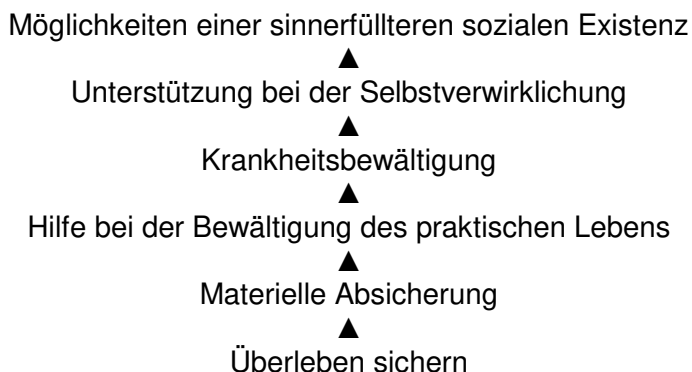 Möglichkeiten einer sinnerfüllteren sozialen Existenz
▲
Unterstützung bei der Selbstverwirklichung
▲
Krankheitsbewältigung
▲
Hilfe bei der Bewältigung des praktischen Lebens
▲
Materielle Absicherung
▲
Überleben sichern